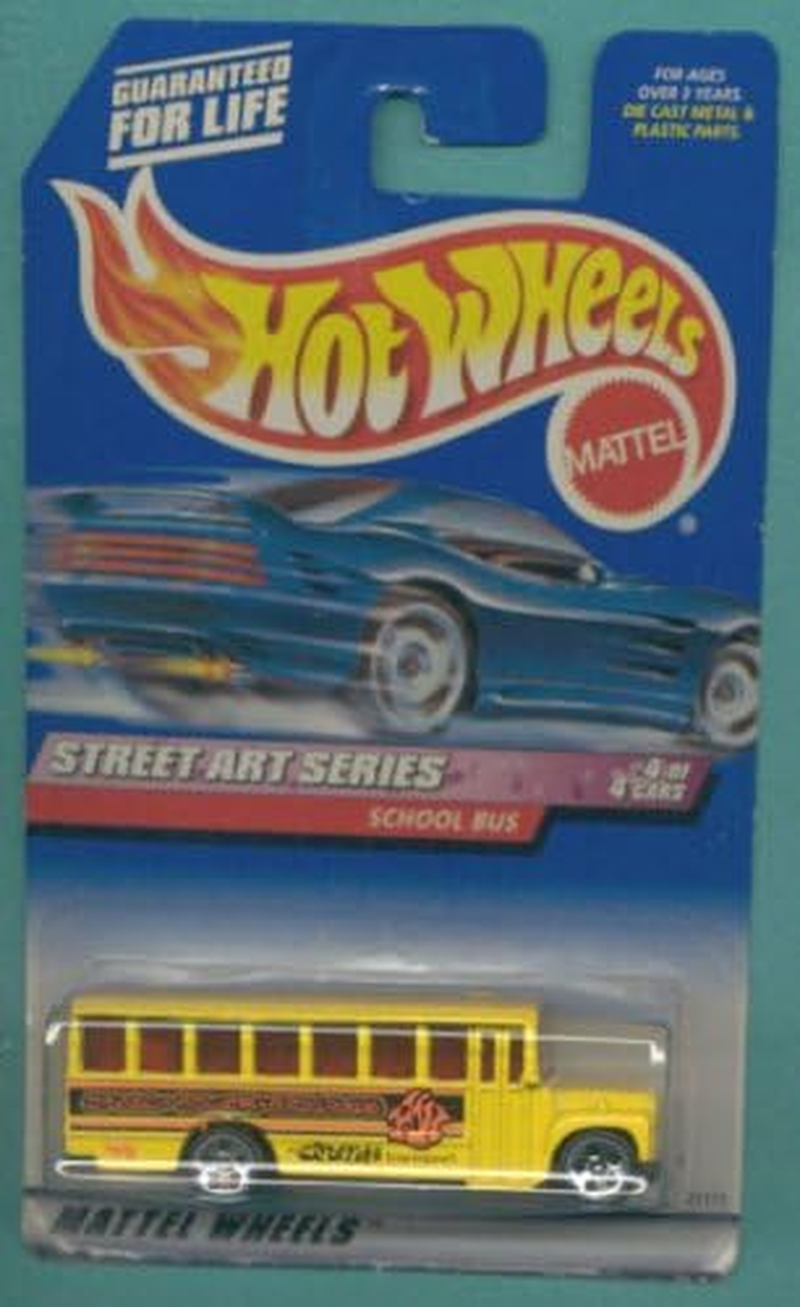 GUARANTEED
FOR LIFE
FOR AGES
OVER 3 YEARS
DIE CAST METAL &
PLASTIC PARTS.
HOT WHEELS
MATTEL
®
STREET ART SERIES
#4 of
4 CARS
SCHOOL BUS
MATTEL WHEELS™